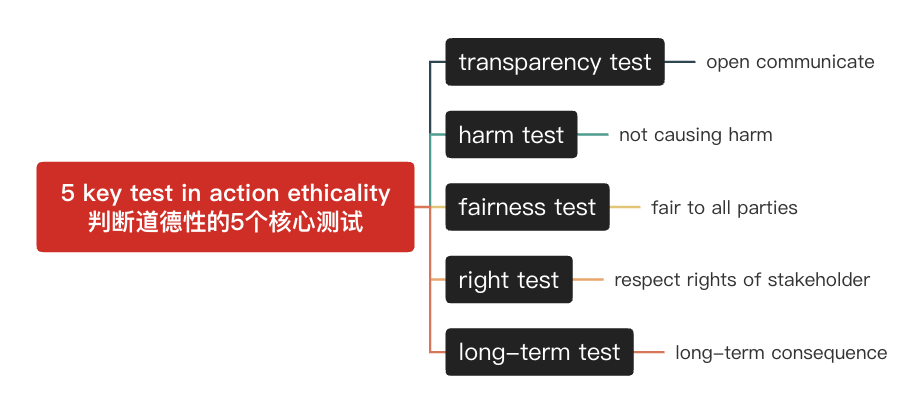 5 key test in action ethicality
判断道德性的5个核心测试
transparency test
open communicate
harm test
not causing harm
fairness test
fair to all parties
right test
respect rights of stakeholder
long-term test
long-term consequence